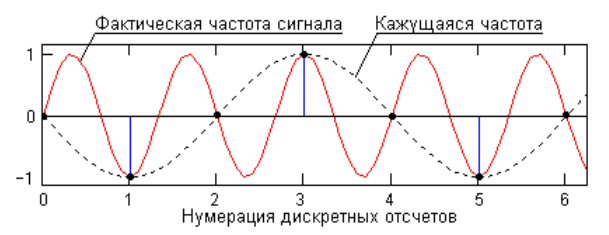 Фактическая частота сигнала
Кажущаяся частота
1
0
−1
0 1 2 3 4 5 6
Нумерация дискретных отсчетов